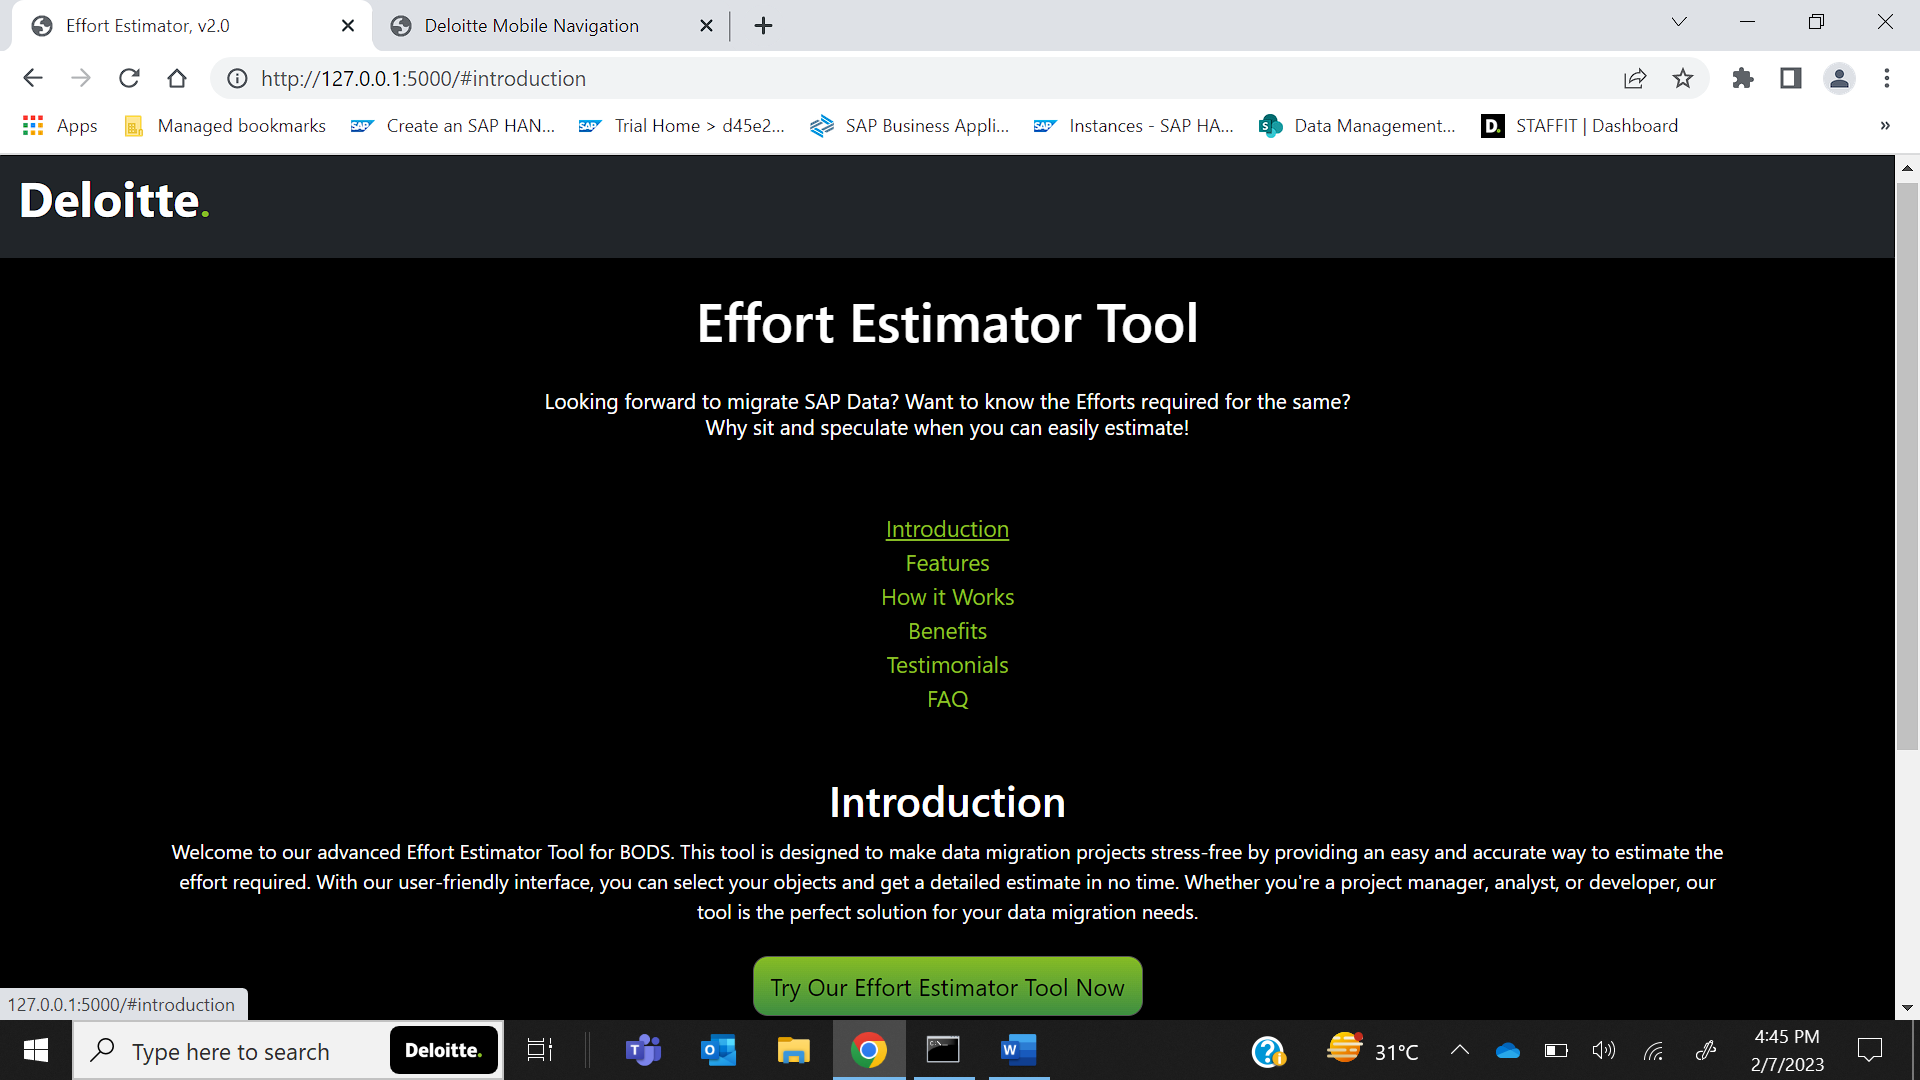 Effort Estimator, v2.0
Deloitte Mobile Navigation
http://127.0.0.1:5000/#introduction
Apps
Managed bookmarks
Create an SAP HAN...
Trial Home > d45e2...
SAP Business Appli...
Instances - SAP HA...
Data Management...
STAFFIT | Dashboard
Deloitte.
Effort Estimator Tool
Looking forward to migrate SAP Data? Want to know the Efforts required for the same?
Why sit and speculate when you can easily estimate!
Introduction
Features
How it Works
Benefits
Testimonials
FAQ
Introduction
Welcome to our advanced Effort Estimator Tool for BODS. This tool is designed to make data migration projects stress-free by providing an easy and accurate way to estimate the
effort required. With our user-friendly interface, you can select your objects and get a detailed estimate in no time. Whether you're a project manager, analyst, or developer, our
tool is the perfect solution for your data migration needs.
Try Our Effort Estimator Tool Now
127.0.0.1:5000/#introduction
Type here to search
Deloitte.
31°C
4:45 PM
2/7/2023